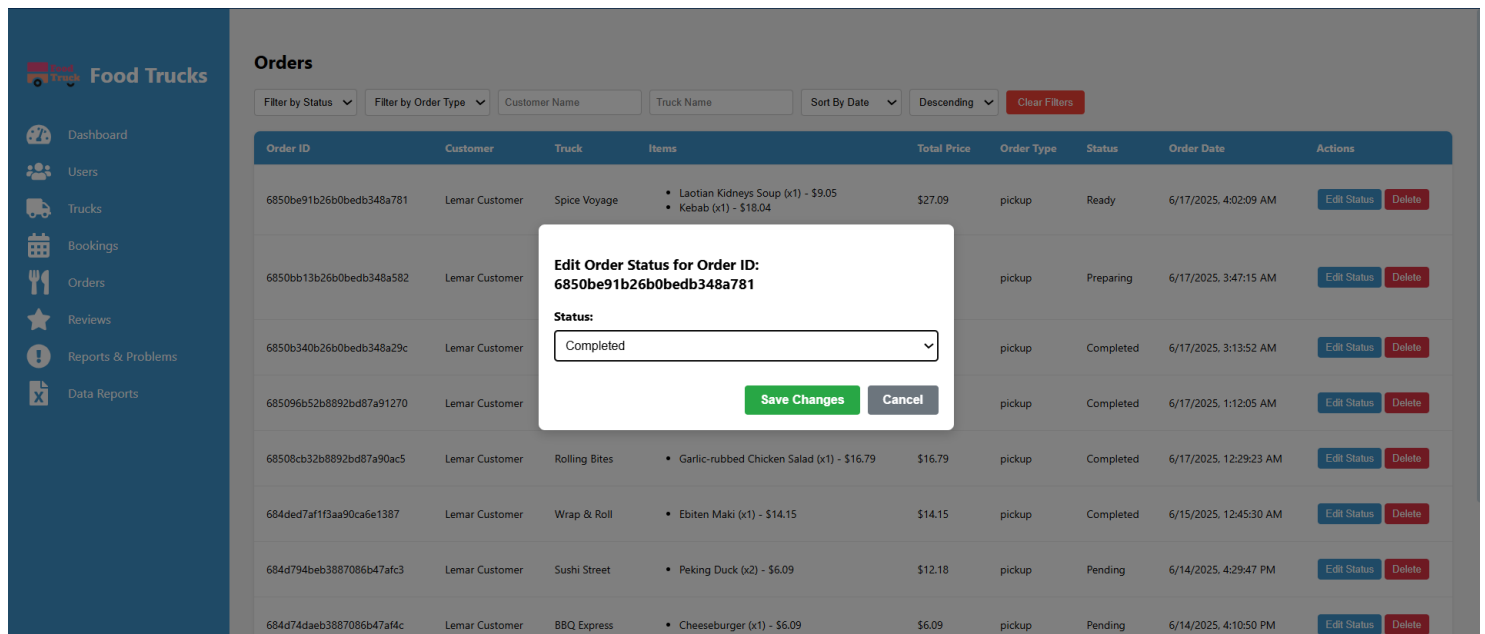 Food
Truck
Food Trucks
Dashboard
Users
Trucks
Bookings
Orders
Reviews
Reports & Problems
Data Reports
Orders
Filter by Status Filter by Order Type Customer Name Truck Name Sort By Date Descending Clear Filters
Order ID Customer Truck Items Total Price Order Type Status Order Date Actions
6850be91b26b0bedb348a781 Lemar Customer Spice Voyage • Laotian Kidneys Soup (x1) - $9.05 $27.09 pickup Ready 6/17/2025, 4:02:09 AM Edit Status Delete
• Kebab (x1) - $18.04
6850bb13b26b0bedb348a582 Lemar Customer pickup Preparing 6/17/2025, 3:47:15 AM Edit Status Delete
6850b340b26b0bedb348a29c Lemar Customer pickup Completed 6/17/2025, 3:13:52 AM Edit Status Delete
685096b52b8892bd87a91270 Lemar Customer pickup Completed 6/17/2025, 1:12:05 AM Edit Status Delete
68508cb32b8892bd87a90ac5 Lemar Customer Rolling Bites • Garlic-rubbed Chicken Salad (x1) - $16.79 $16.79 pickup Completed 6/17/2025, 12:29:23 AM Edit Status Delete
684ded7af1f3aa90ca6e1387 Lemar Customer Wrap & Roll • Ebiten Maki (x1) - $14.15 $14.15 pickup Completed 6/15/2025, 12:45:30 AM Edit Status Delete
684d794beb3887086b47afc3 Lemar Customer Sushi Street • Peking Duck (x2) - $6.09 $12.18 pickup Pending 6/14/2025, 4:29:47 PM Edit Status Delete
684d74daeb3887086b47af4c Lemar Customer BBQ Express • Cheeseburger (x1) - $6.09 $6.09 pickup Pending 6/14/2025, 4:10:50 PM Edit Status Delete
Edit Order Status for Order ID:
6850be91b26b0bedb348a781
Status:
Completed
Save Changes Cancel